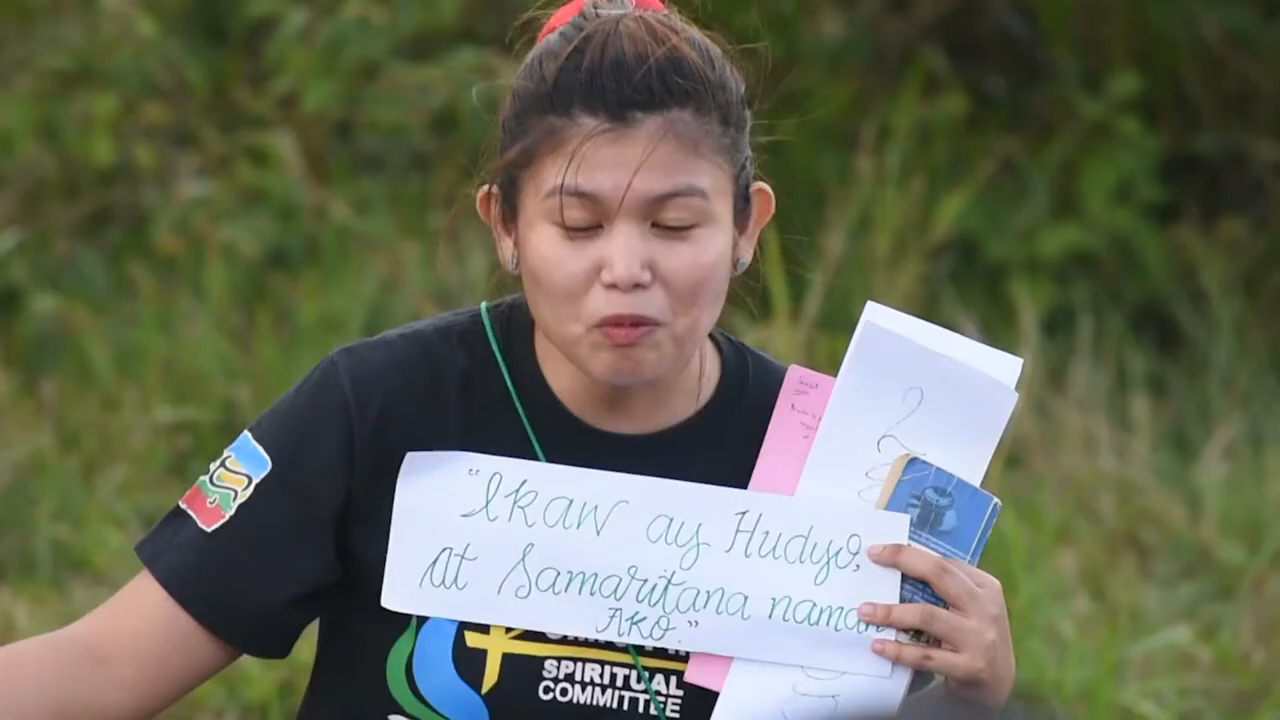 "Ikaw ay Hudyo,
at Samaritana naman
Ako."
SPIRITUAL
COMMITTEE